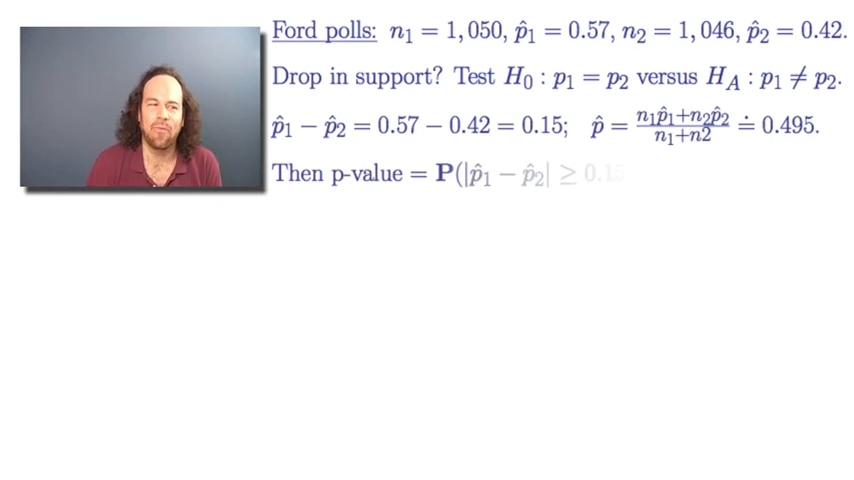 Ford polls: n₁ = 1,050, p̂₁ = 0.57, n₂ = 1,046, p̂₂ = 0.42.
Drop in support? Test H₀ : p₁ = p₂ versus H_A : p₁ ≠ p₂.
p̂₁ − p̂₂ = 0.57 − 0.42 = 0.15; p̂ = (n₁p̂₁+n₂p̂₂)/(n₁+n2) ≐ 0.495.
Then p-value = P(|p̂₁ − p̂₂| ≥ 0.15